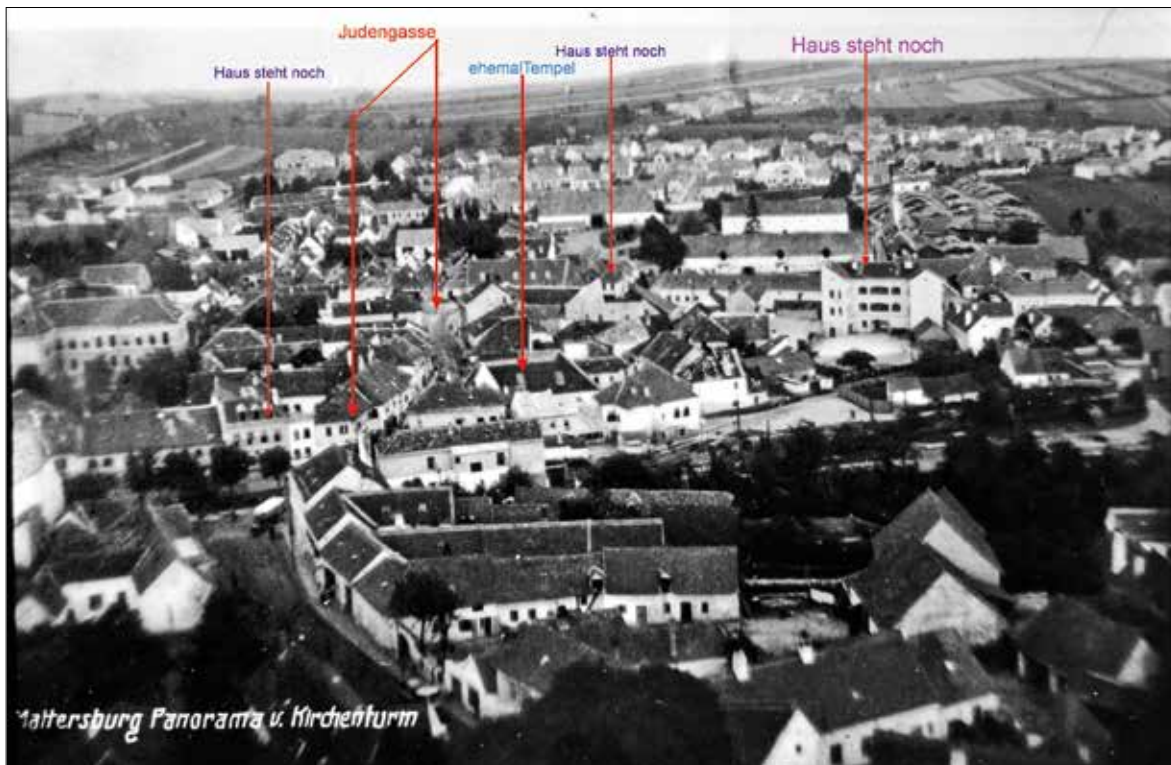 Judengasse
Haus steht noch
ehemalTempel
Haus steht noch
Haus steht noch
Mattersburg Panorama v. Kirchenturm